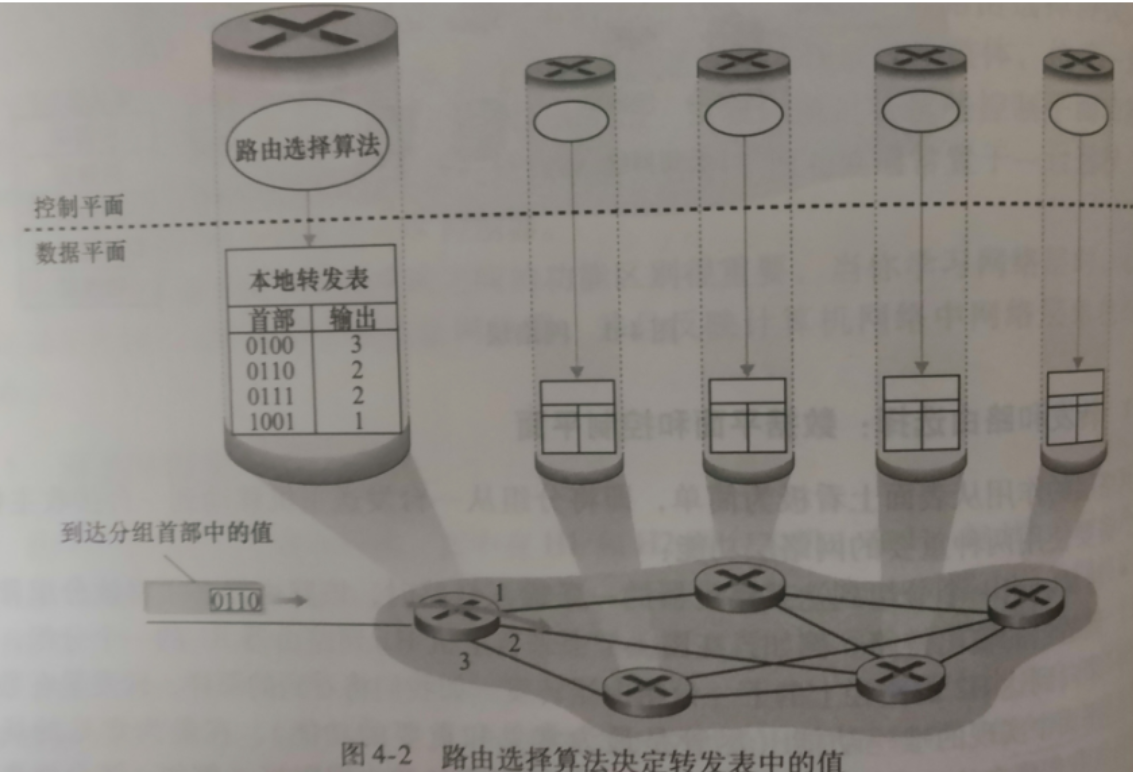 路由选择算法
控制平面
数据平面
本地转发表
首部 输出
0100 3
0110 2
0111 2
1001 1
到达分组首部中的值
0110
1
2
3
图 4-2 路由选择算法决定转发表中的值